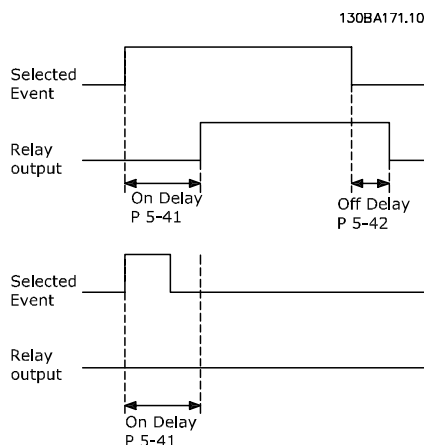 130BA171.10
Selected
Event
Relay
output
On Delay
P 5-41
Off Delay
P 5-42
Selected
Event
Relay
output
On Delay
P 5-41